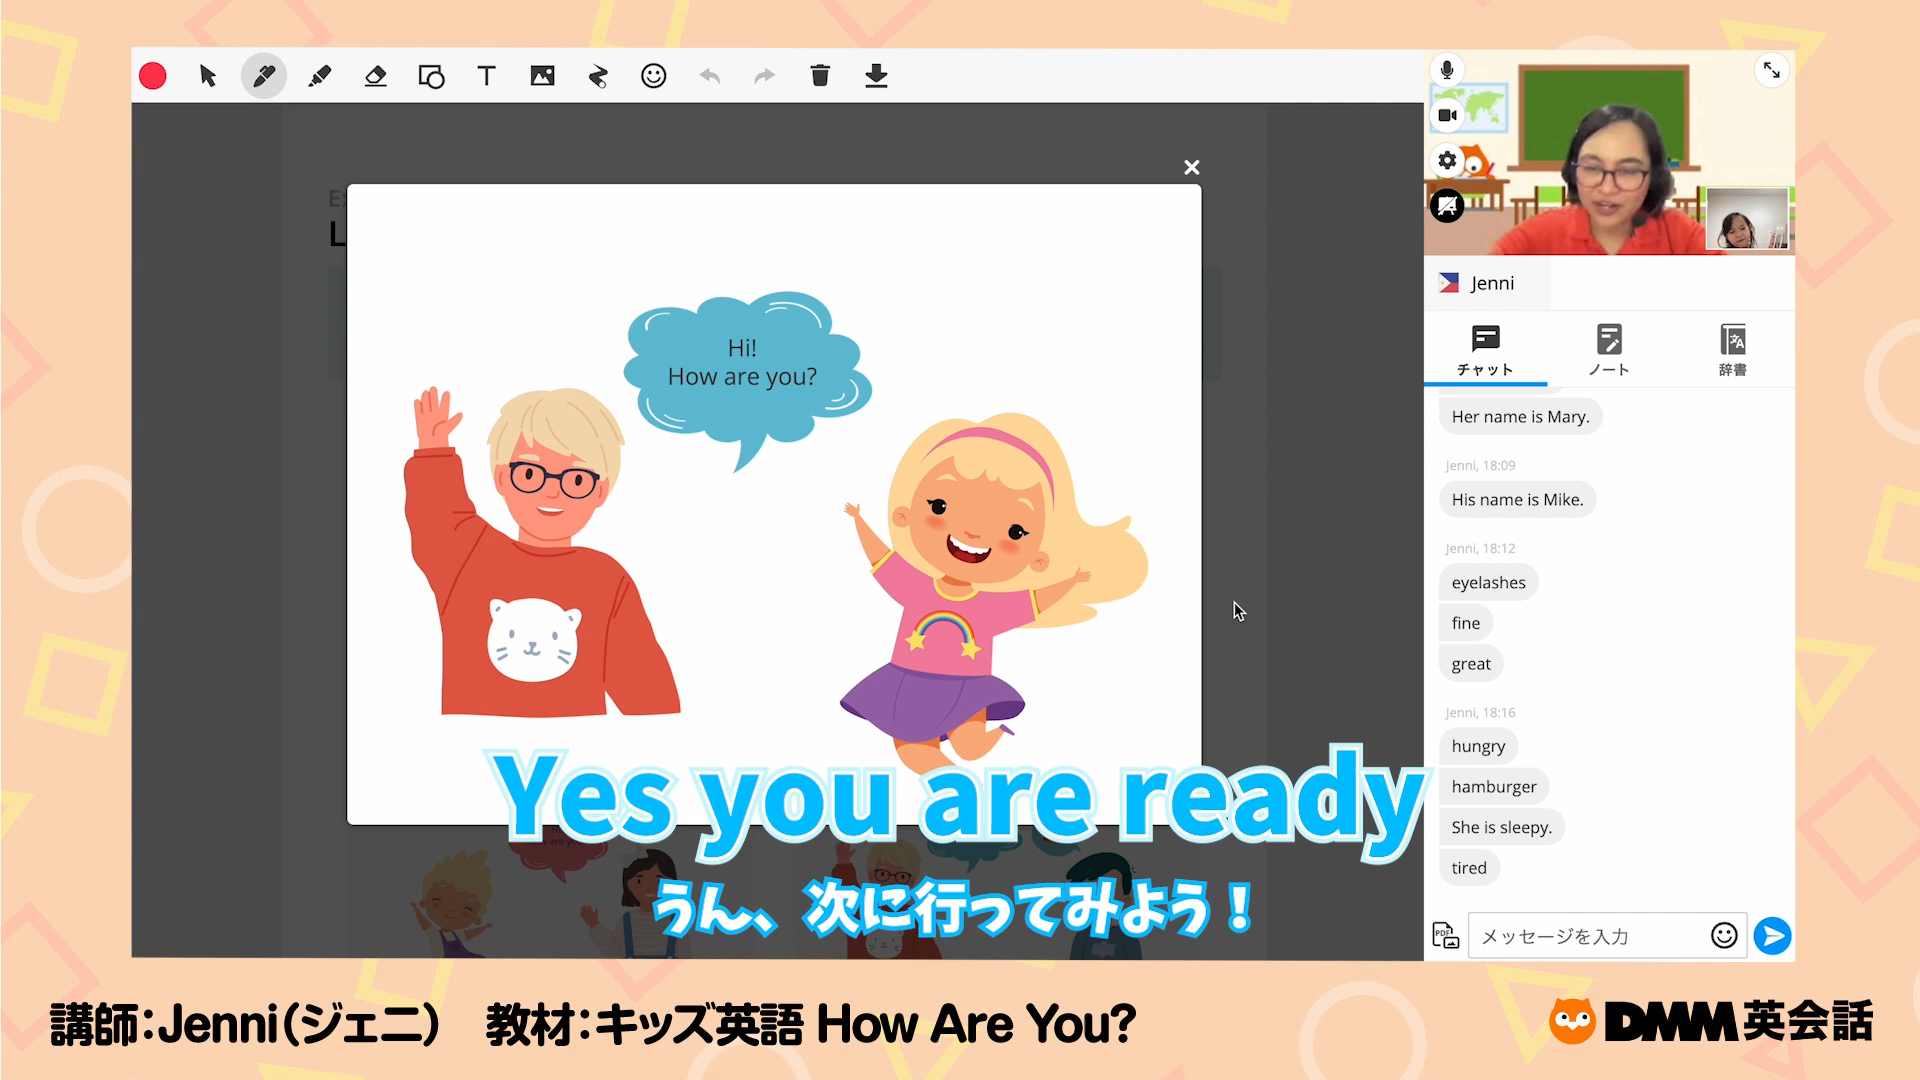 T
L
Hi!
How are you?
Jenni
チャット
ノート
辞書
Her name is Mary.
Jenni, 18:09
His name is Mike.
Jenni, 18:12
eyelashes
fine
great
Jenni, 18:16
hungry
hamburger
She is sleepy.
tired
PDF
メッセージを入力
Yes you are ready
うん、次に行ってみよう！
講師：Jenni（ジェニ）　教材：キッズ英語 How Are You?
DMM英会話